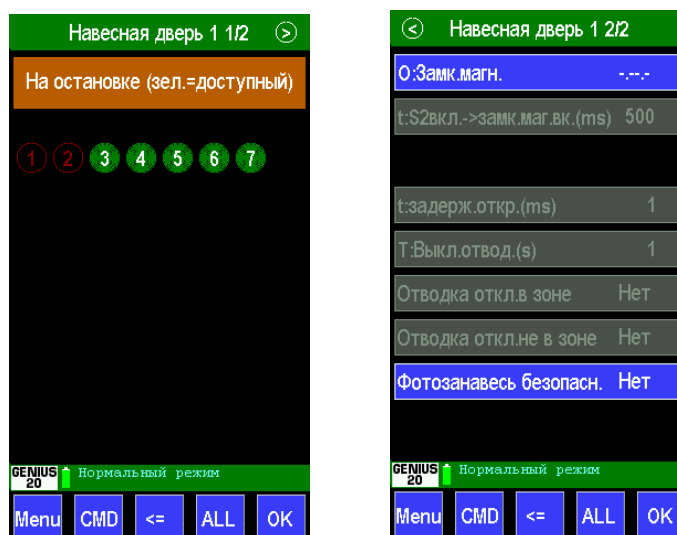 Навесная дверь 1 1/2 >
На остановке (зел.=доступный)
1 2 3 4 5 6 7
GENIUS 20 Нормальный режим
Menu CMD <= ALL OK
< Навесная дверь 1 2/2
O:Замк.магн. -.--.-
t:S2вкл.->замк.маг.вк.(ms) 500
t:задерж.откр.(ms) 1
T:Выкл.отвод.(s) 1
Отводка откл.в зоне Нет
Отводка откл.не в зоне Нет
Фотозанавесь безопасн. Нет
GENIUS 20 Нормальный режим
Menu CMD <= ALL OK